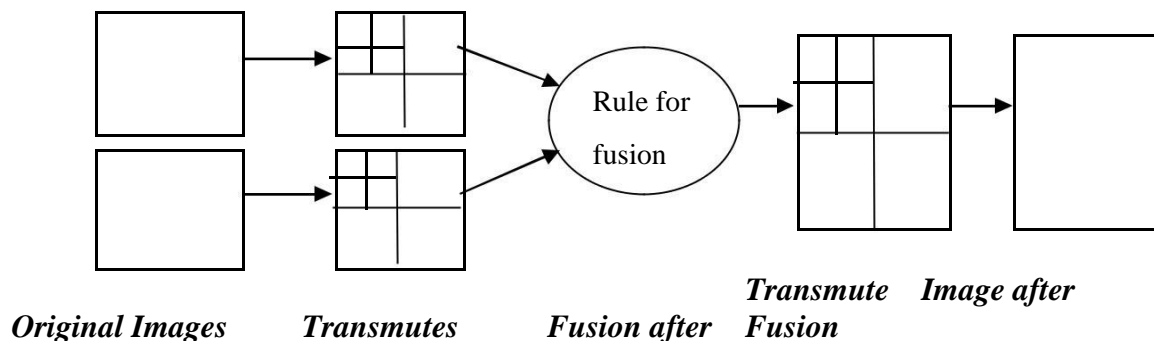 Rule for
fusion
Transmute Image after
Original Images Transmutes Fusion after Fusion